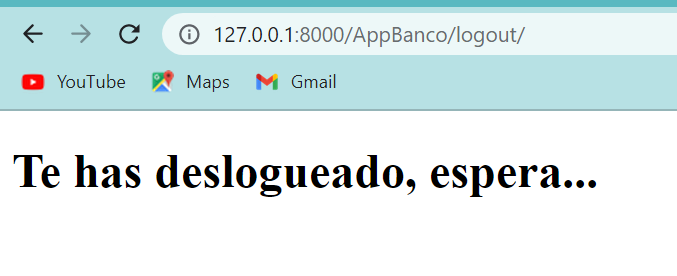 127.0.0.1:8000/AppBanco/logout/
YouTube Maps Gmail
Te has deslogueado, espera...